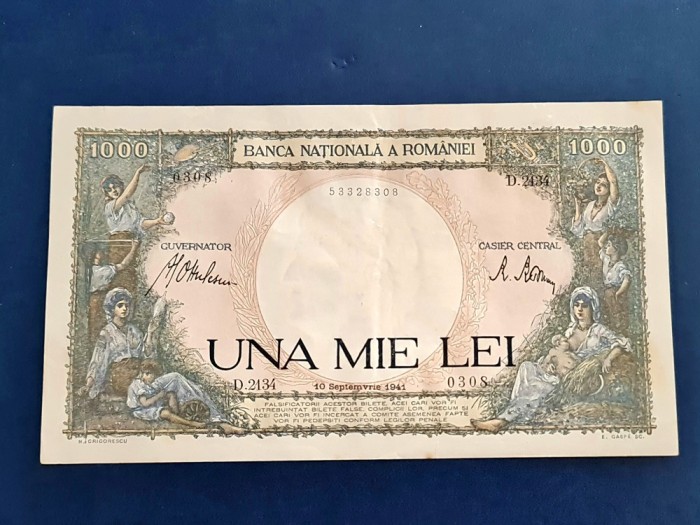 1000 BANCA NAȚIONALĂ A ROMÂNIEI 1000
0308 D.2134
53328308
GUVERNATOR CASIER CENTRAL
UNA MIE LEI
D.2134 10 Septemvrie 1941 0308
FALSIFICATORII ACESTOR BILETE, ACEI CARI VOR FI
INTREBUINȚAT BILETE FALSE, COMPLICII LOR, PRECUM ȘI
ACEI CARI VOR FI INCERCAT A COMITE ASEMENEA FAPTE
VOR FI PEDEPSIȚI CONFORM LEGILOR PENALE
N.GRIGORESCU E. GASPÉ SC.